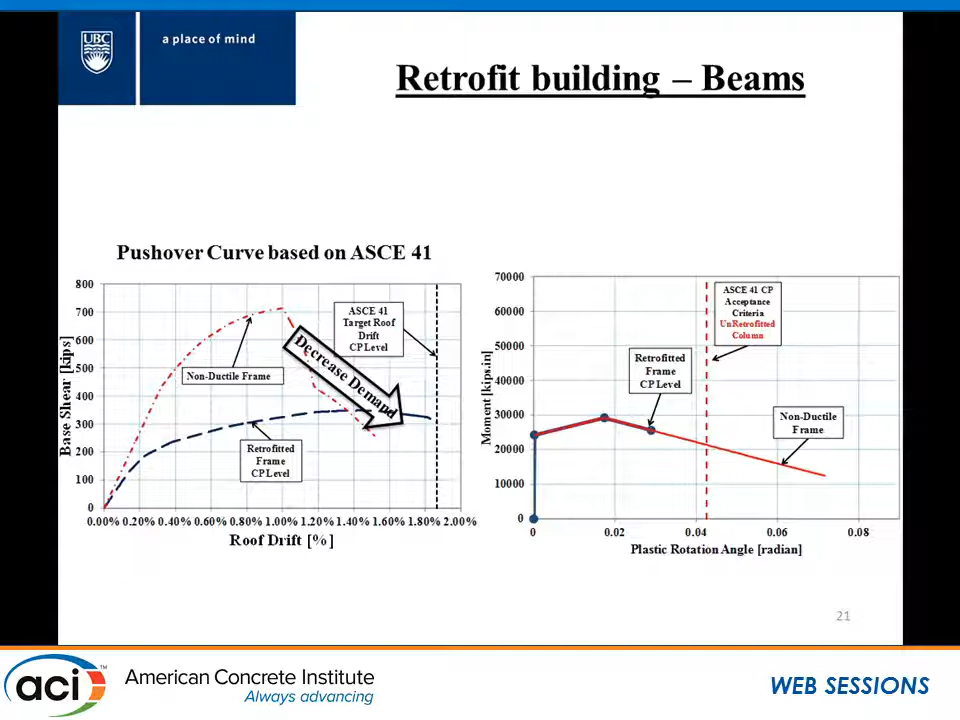 UBC
a place of mind
Retrofit building – Beams
Pushover Curve based on ASCE 41
Base Shear [kips]
800
700
600
500
400
300
200
100
0
0.00% 0.20% 0.40% 0.60% 0.80% 1.00% 1.20% 1.40% 1.60% 1.80% 2.00%
Roof Drift [%]
Non-Ductile Frame
Retrofitted
Frame
CP Level
ASCE 41
Target Roof
Drift
CP Level
Decrease Demand
Moment [kips.in]
70000
60000
50000
40000
30000
20000
10000
0
0 0.02 0.04 0.06 0.08
Plastic Rotation Angle [radian]
Retrofitted
Frame
CP Level
ASCE 41 CP
Acceptance
Criteria
UnRetrofitted
Column
Non-Ductile
Frame
21
aci™
American Concrete Institute
Always advancing
WEB SESSIONS